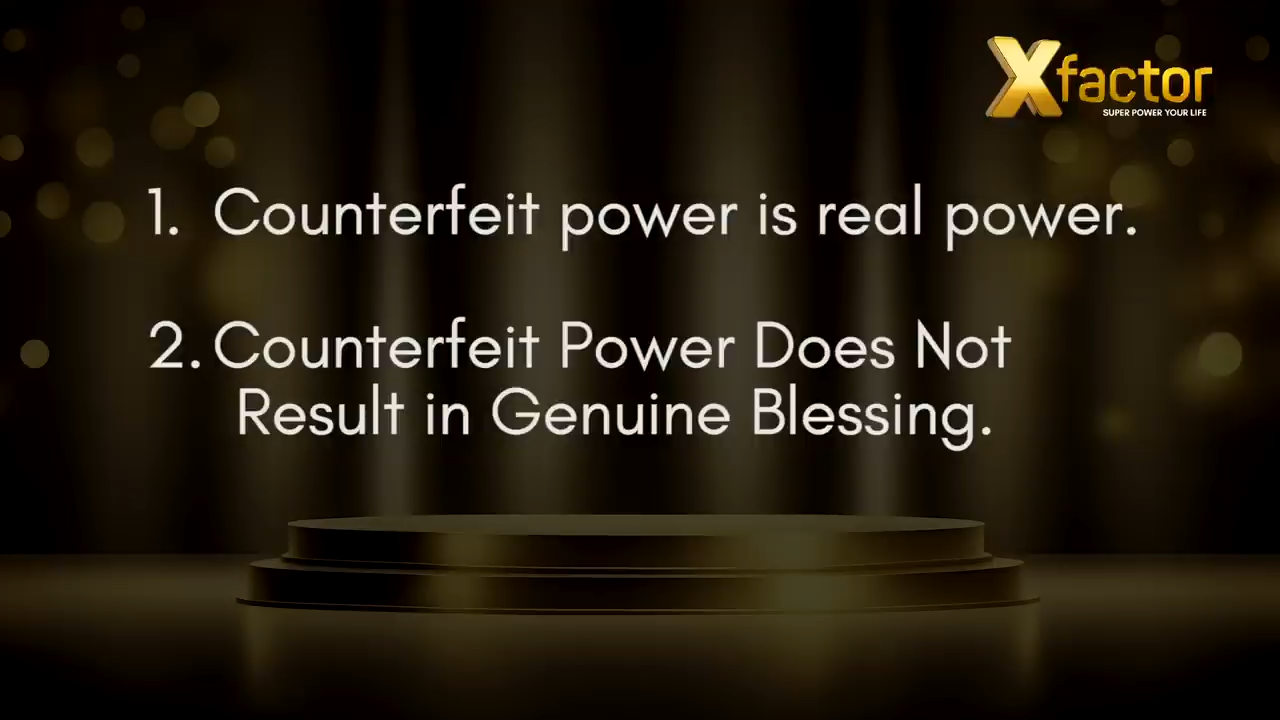 Xfactor
SUPER POWER YOUR LIFE
1. Counterfeit power is real power.
2. Counterfeit Power Does Not
Result in Genuine Blessing.